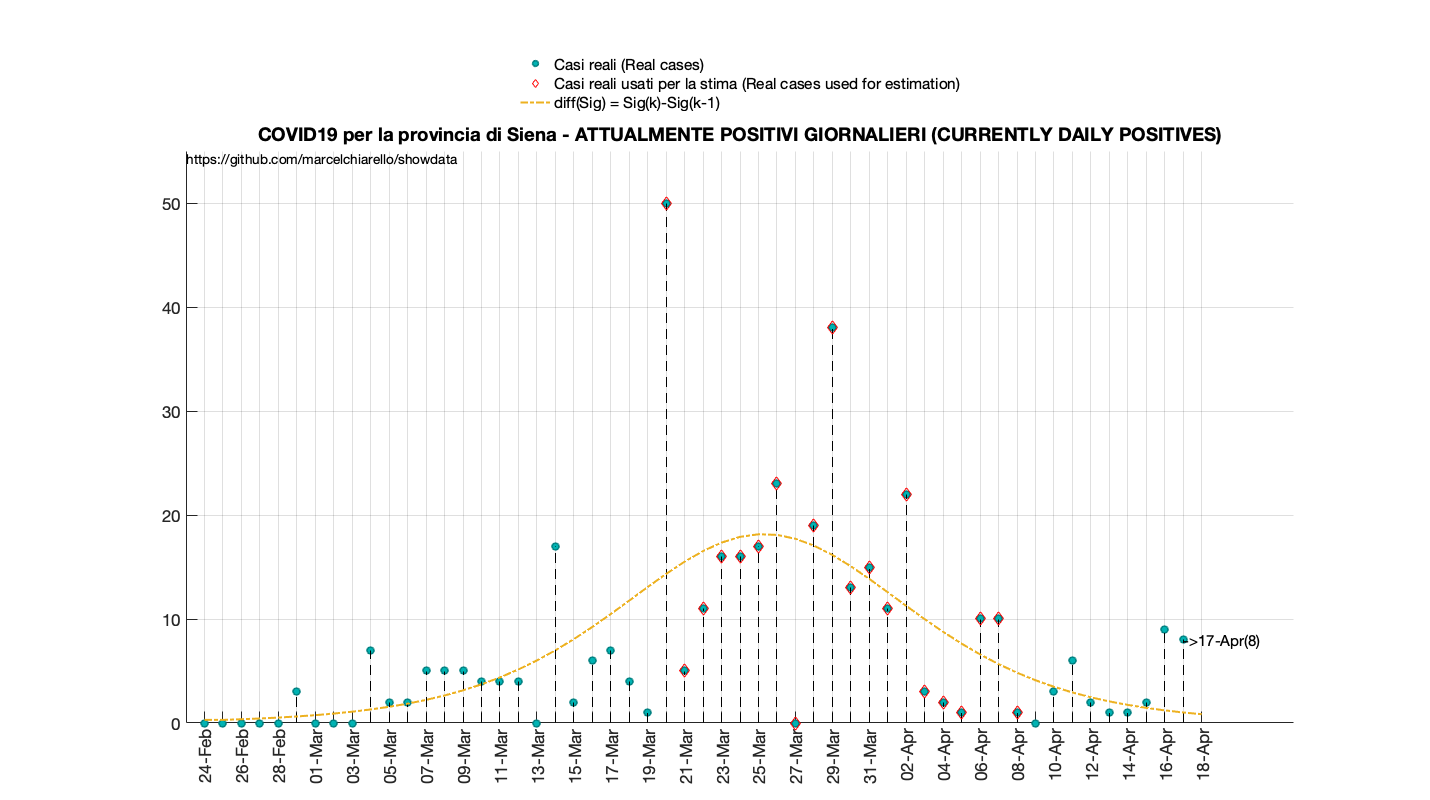 Casi reali (Real cases)
Casi reali usati per la stima (Real cases used for estimation)
diff(Sig) = Sig(k)-Sig(k-1)
COVID19 per la provincia di Siena - ATTUALMENTE POSITIVI GIORNALIERI (CURRENTLY DAILY POSITIVES)
https://github.com/marcelchiarello/showdata
50
40
30
20
10
0
->17-Apr(8)
24-Feb
26-Feb
28-Feb
01-Mar
03-Mar
05-Mar
07-Mar
09-Mar
11-Mar
13-Mar
15-Mar
17-Mar
19-Mar
21-Mar
23-Mar
25-Mar
27-Mar
29-Mar
31-Mar
02-Apr
04-Apr
06-Apr
08-Apr
10-Apr
12-Apr
14-Apr
16-Apr
18-Apr